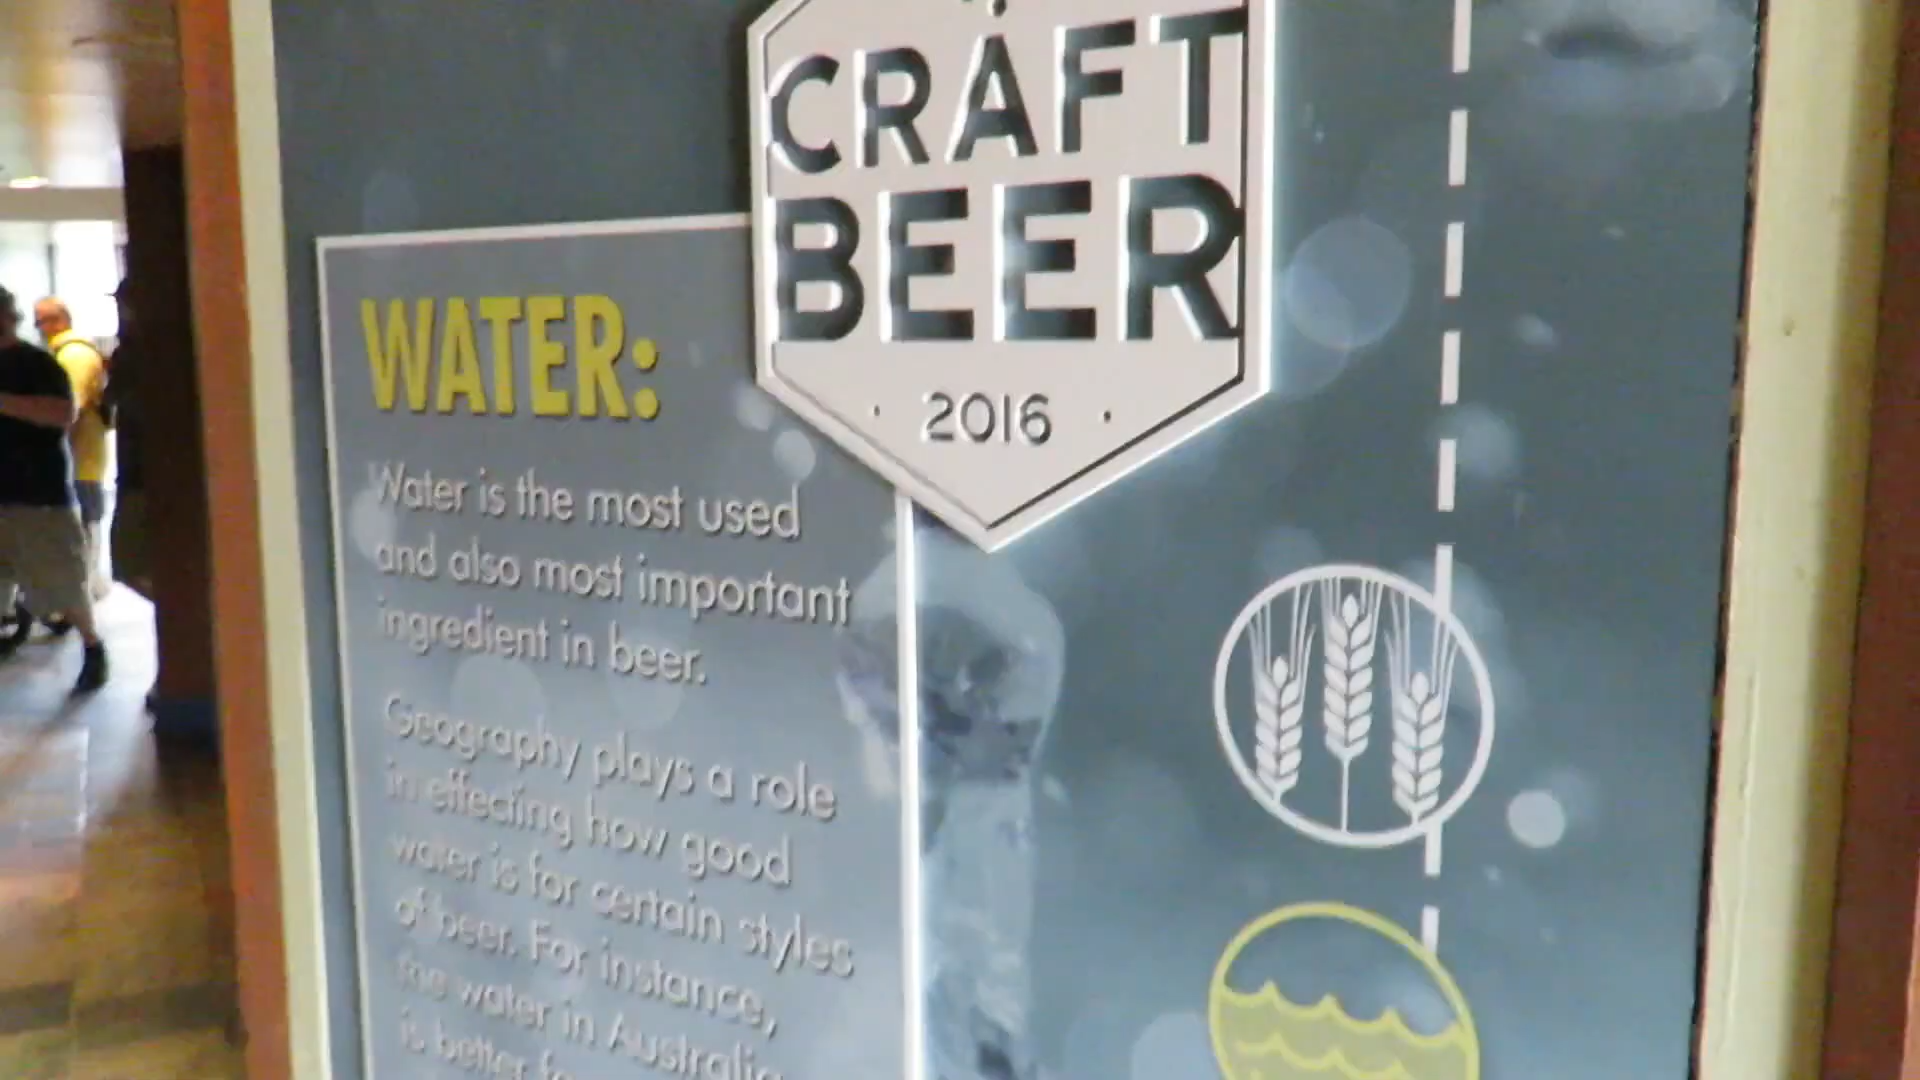 CRAFT
BEER
2016
WATER:
Water is the most used
and also most important
ingredient in beer.
Geography plays a role
in effecting how good
water is for certain styles
of beer. For instance,
the water in Australia
is better